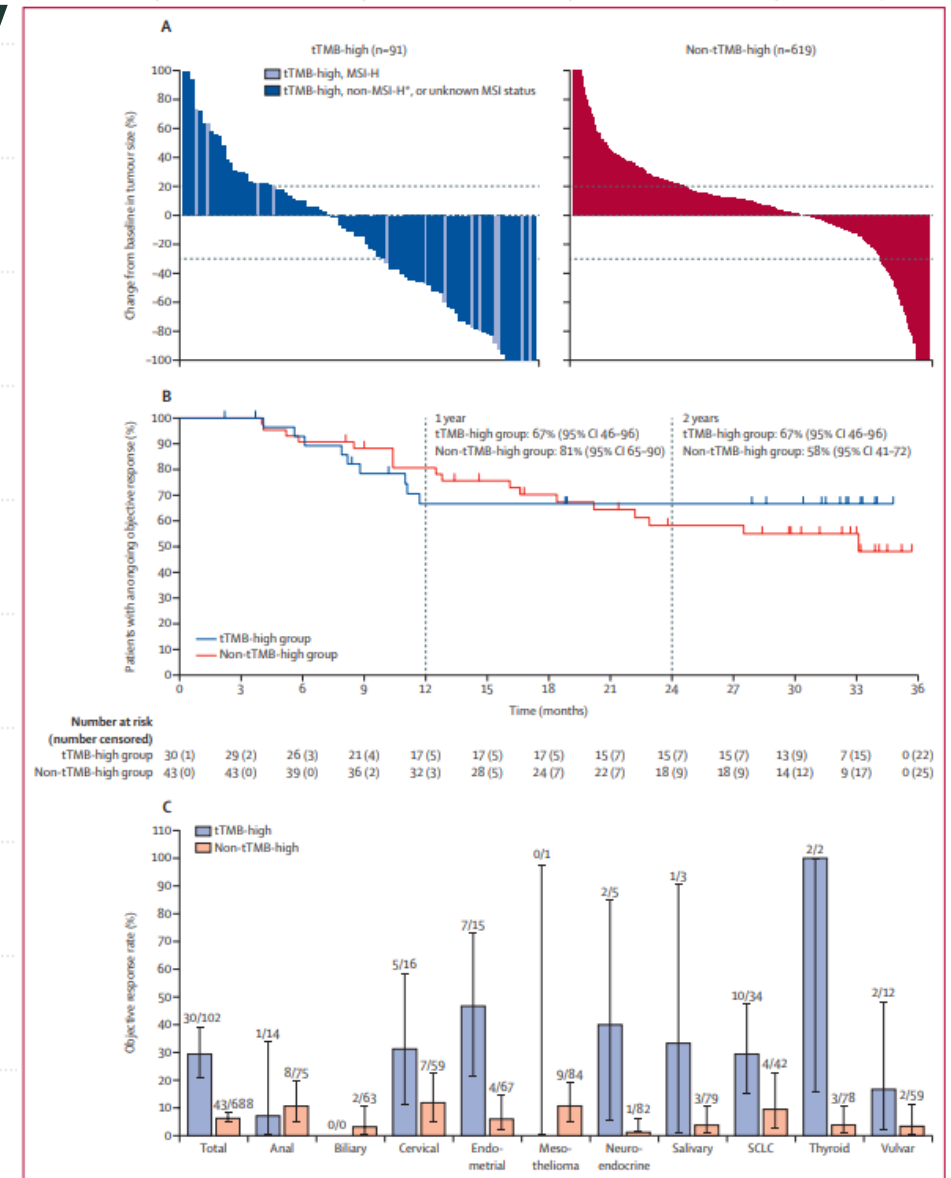 A
tTMB-high (n=91)
Non-tTMB-high (n=619)
tTMB-high, MSI-H
tTMB-high, non-MSI-H*, or unknown MSI status
Change from baseline in tumour size (%)
100
80
60
40
20
0
−20
−40
−60
−80
−100
B
Patients with an ongoing objective response (%)
100
90
80
70
60
50
40
30
20
10
0
1 year
tTMB-high group: 67% (95% CI 46–96)
Non-tTMB-high group: 81% (95% CI 65–90)
2 years
tTMB-high group: 67% (95% CI 46–96)
Non-tTMB-high group: 58% (95% CI 41–72)
tTMB-high group
Non-tTMB-high group
0 3 6 9 12 15 18 21 24 27 30 33 36
Time (months)
Number at risk
(number censored)
tTMB-high group 30 (1) 29 (2) 26 (3) 21 (4) 17 (5) 17 (5) 17 (5) 15 (7) 15 (7) 15 (7) 13 (9) 7 (15) 0 (22)
Non-tTMB-high group 43 (0) 43 (0) 39 (0) 36 (2) 32 (3) 28 (5) 24 (7) 22 (7) 18 (9) 18 (9) 14 (12) 9 (17) 0 (25)
C
tTMB-high
Non-tTMB-high
Objective response rate (%)
110
100
90
80
70
60
50
40
30
20
10
0
30/102
43/688
1/14
8/75
0/0
2/63
5/16
7/59
7/15
4/67
0/1
9/84
2/5
1/82
1/3
3/79
10/34
4/42
2/2
3/78
2/12
2/59
Total
Anal
Biliary
Cervical
Endo-
metrial
Meso-
thelioma
Neuro-
endocrine
Salivary
SCLC
Thyroid
Vulvar